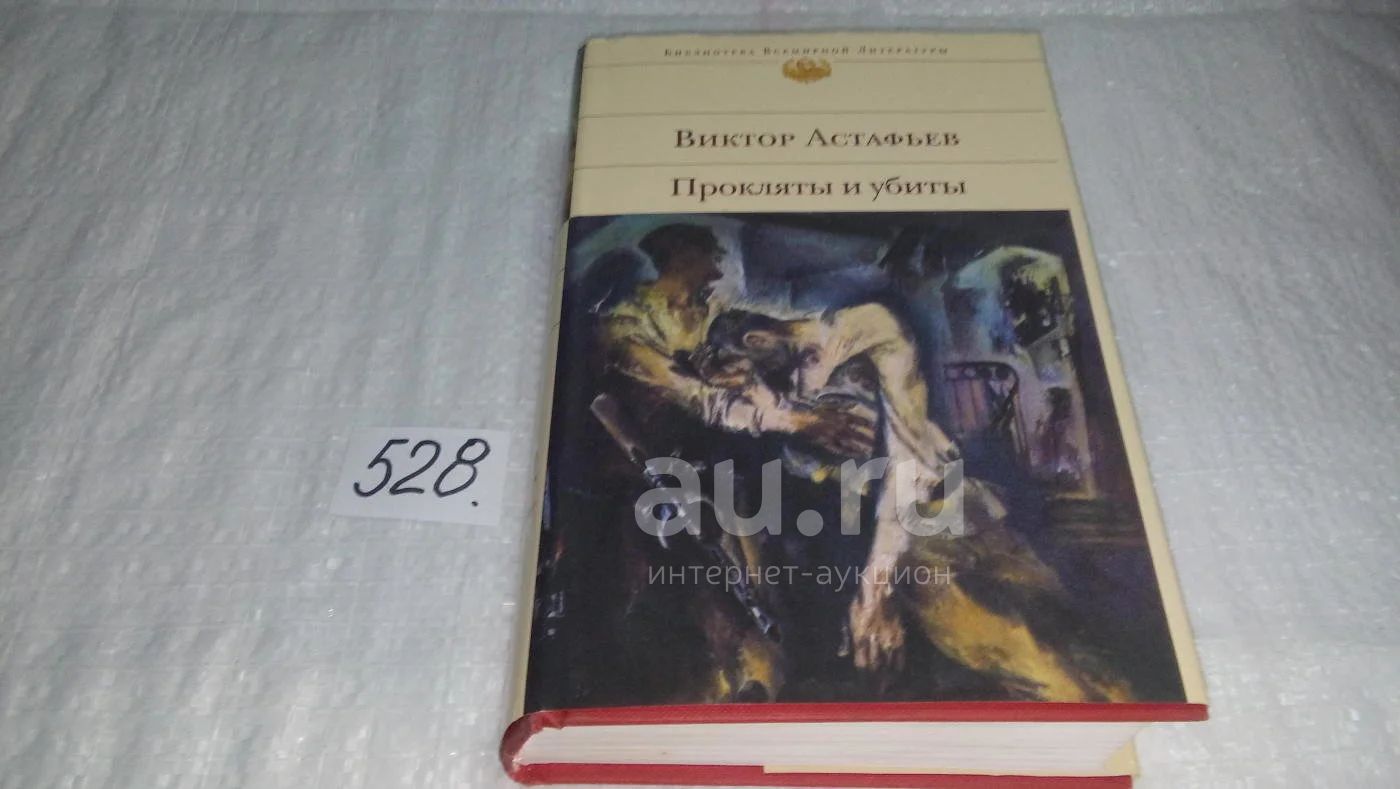 Библиотека Всемирной Литературы
Виктор Астафьев
Прокляты и убиты
528.
au.ru
интернет-аукцион